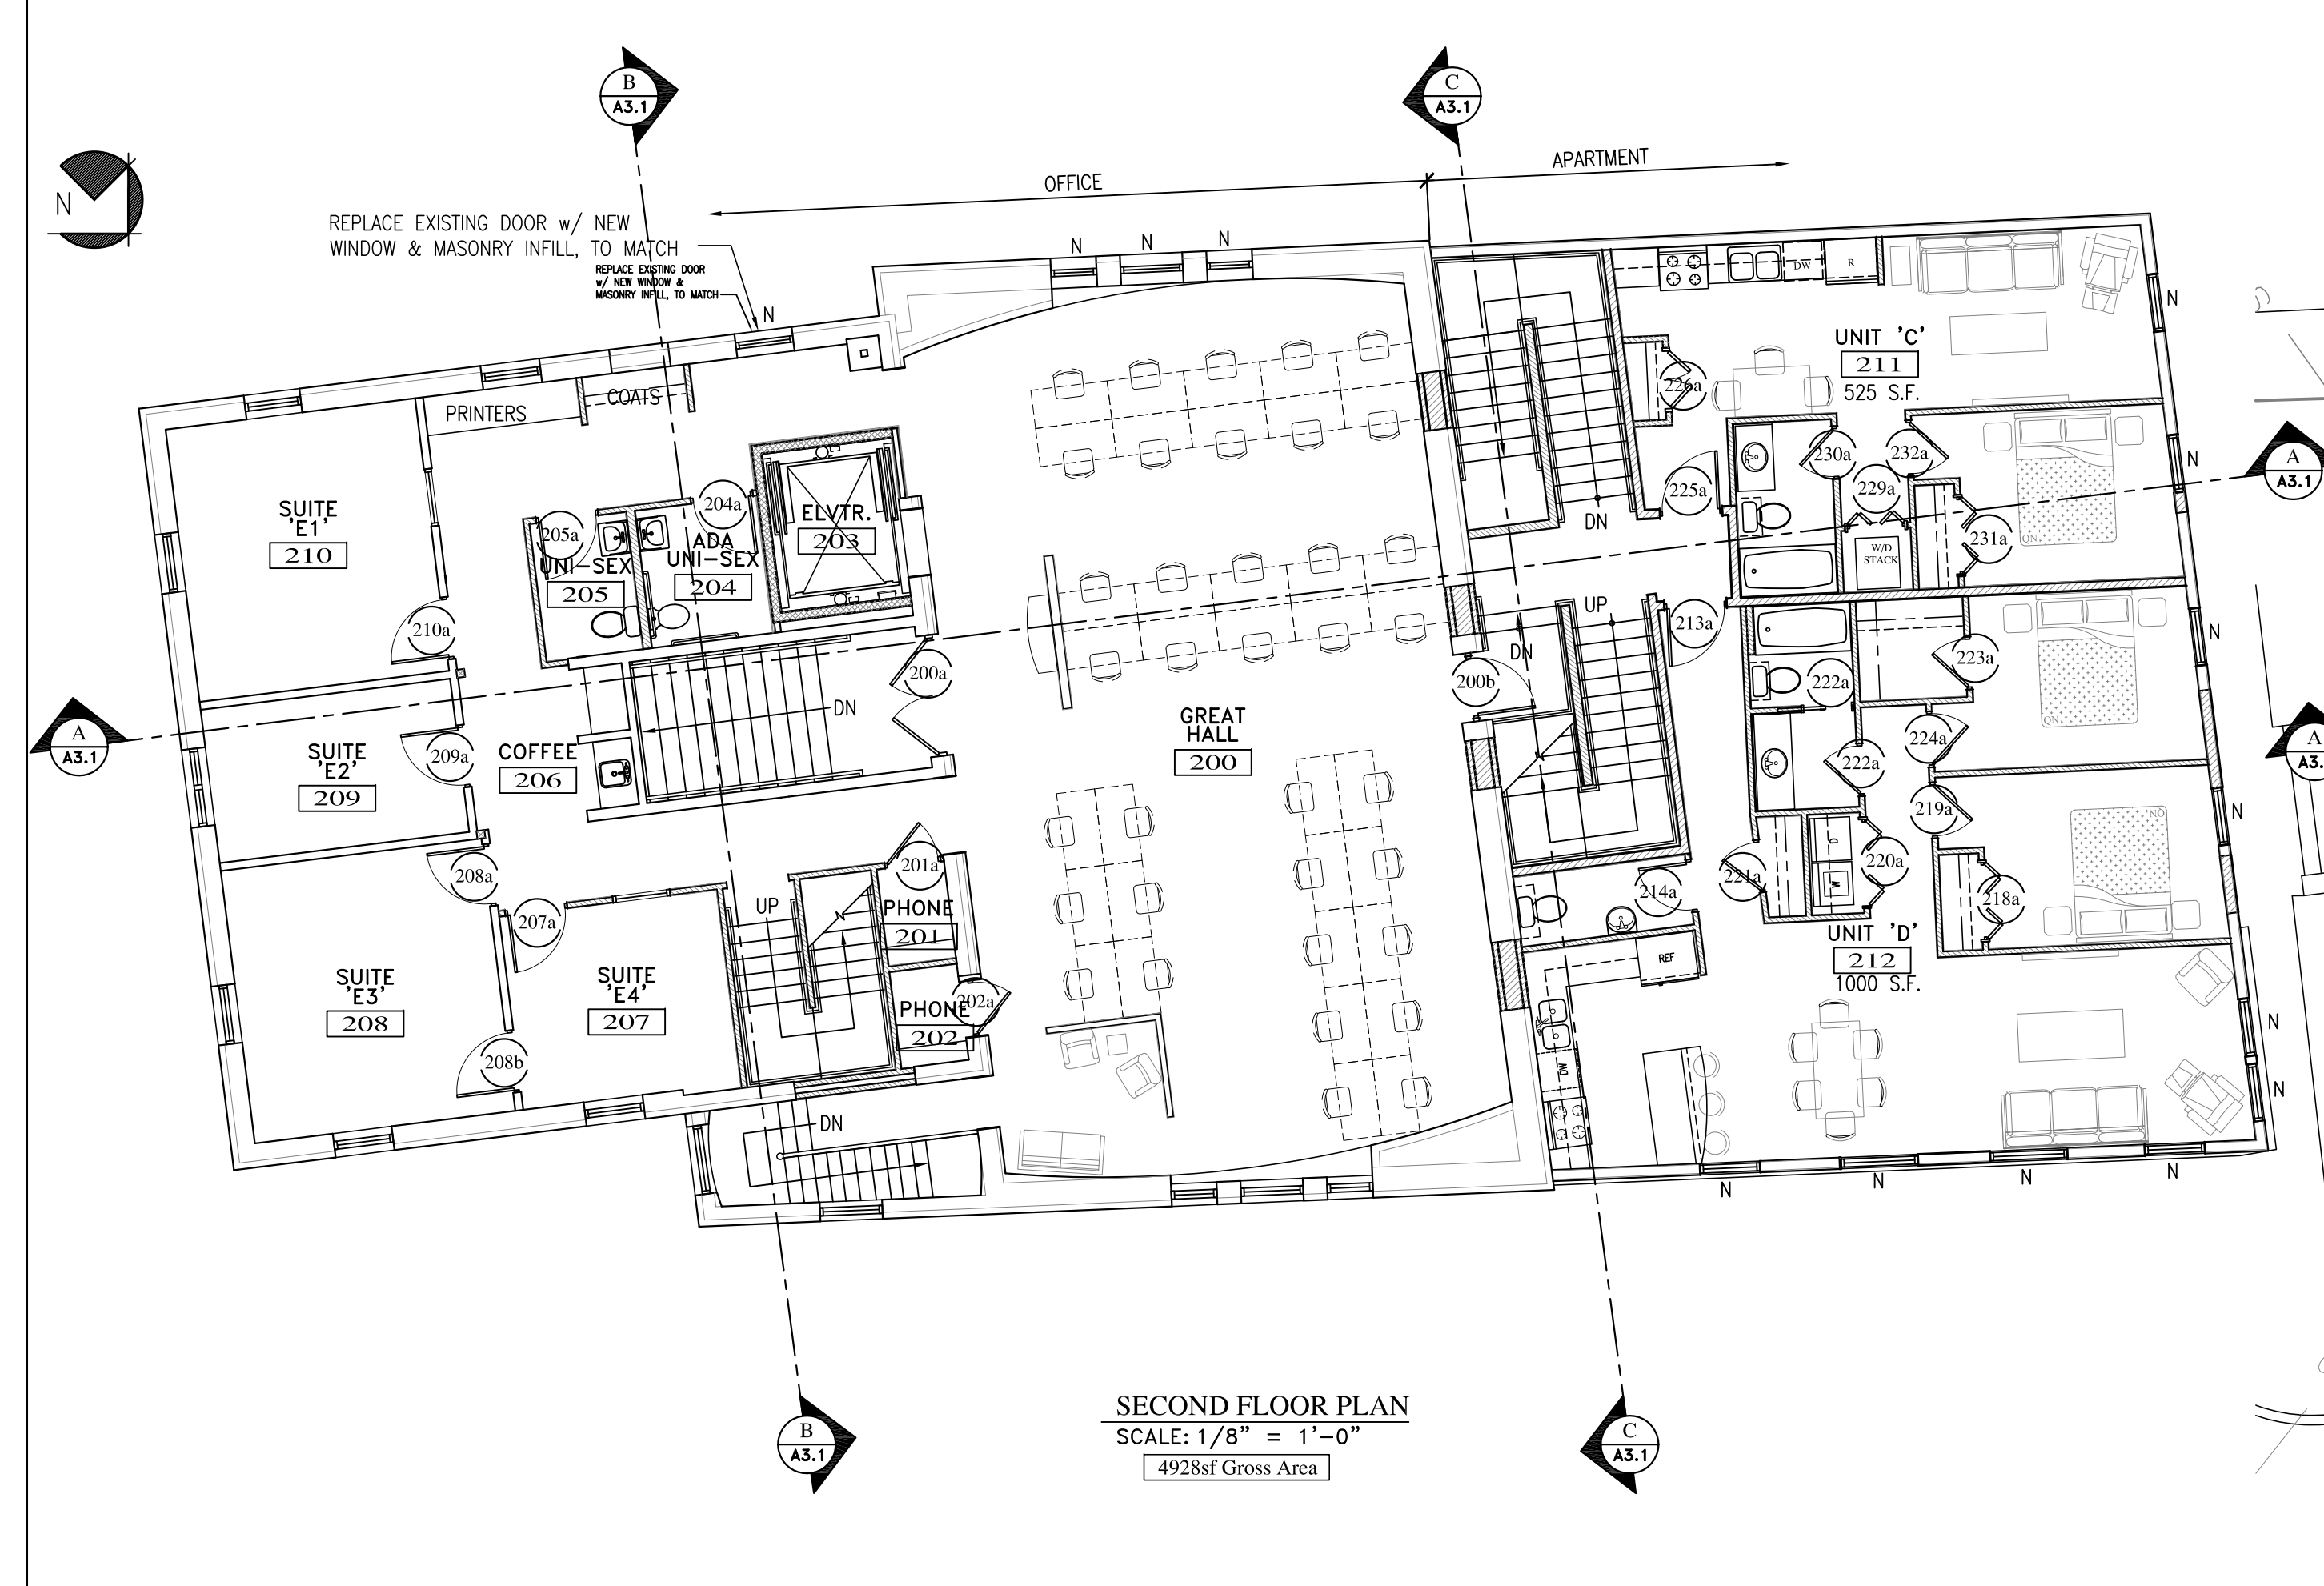 B
A3.1
C
A3.1
APARTMENT
OFFICE
N
REPLACE EXISTING DOOR w/ NEW
WINDOW & MASONRY INFILL, TO MATCH
REPLACE EXISTING DOOR
w/ NEW WINDOW &
MASONRY INFILL, TO MATCH
N
N
N
N
DW
R
N
UNIT 'C'
211
525 S.F.
226a
COATS
PRINTERS
230a
232a
N
A
A3.1
225a
229a
204a
SUITE
'E1'
210
ELVTR.
203
DN
205a
ADA
UNI-SEX
204
UNI-SEX
205
231a
QN.
W/D
STACK
UP
213a
N
210a
DN
223a
200a
200b
222a
DN
GREAT
HALL
200
QN.
A
A3.1
SUITE
'E2'
209
209a
COFFEE
206
224a
222a
A
A3.
219a
N
NO
201a
208a
D
W
220a
221a
214a
218a
UP
PHONE
201
207a
UNIT 'D'
212
1000 S.F.
REF
SUITE
'E3'
208
SUITE
'E4'
207
PHONE
202
202a
N
DW
208b
N
DN
N
N
N
N
SECOND FLOOR PLAN
SCALE: 1/8" = 1'-0"
4928sf Gross Area
B
A3.1
C
A3.1